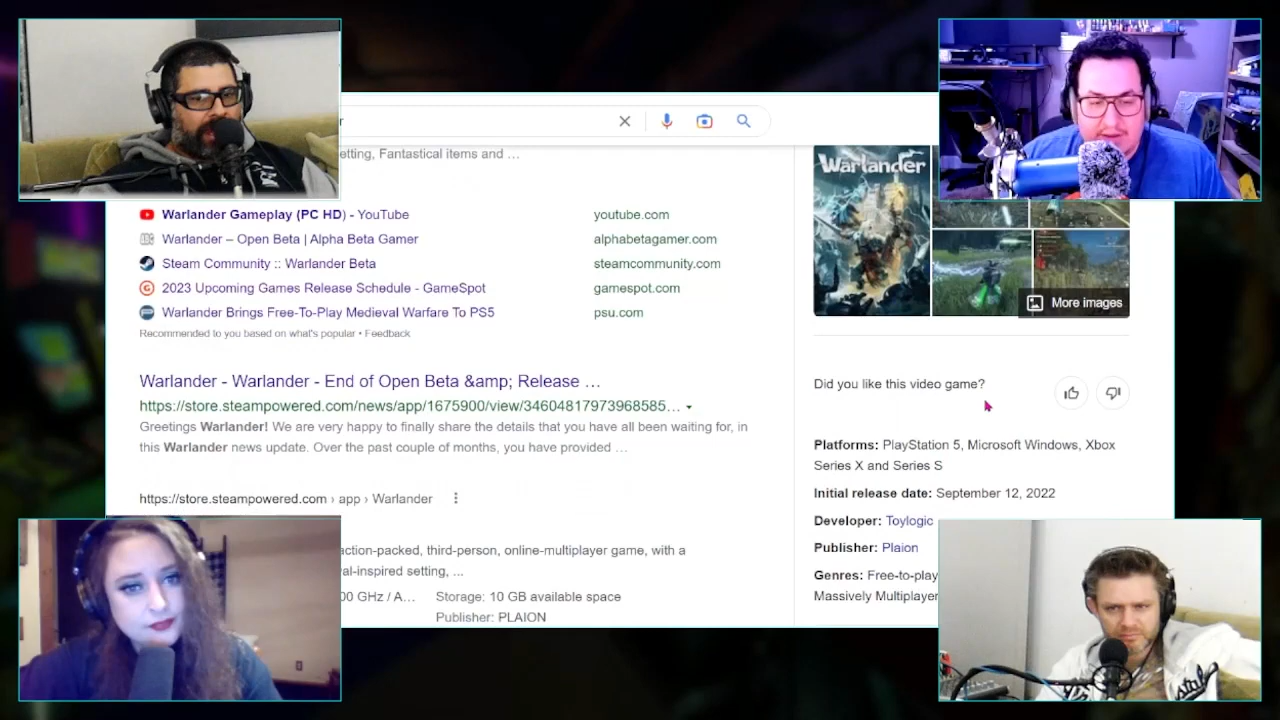 r
etting, Fantastical items and …
Warlander Gameplay (PC HD) - YouTube youtube.com
Warlander – Open Beta | Alpha Beta Gamer alphabetagamer.com
Steam Community :: Warlander Beta steamcommunity.com
2023 Upcoming Games Release Schedule - GameSpot gamespot.com
Warlander Brings Free-To-Play Medieval Warfare To PS5 psu.com
Recommended to you based on what's popular • Feedback
Warlander - Warlander - End of Open Beta &amp; Release …
https://store.steampowered.com/news/app/1675900/view/34604817973968585…
Greetings Warlander! We are very happy to finally share the details that you have all been waiting for, in
this Warlander news update. Over the past couple of months, you have provided …
https://store.steampowered.com › app › Warlander
action-packed, third-person, online-multiplayer game, with a
al-inspired setting, ...
00 GHz / A… Storage: 10 GB available space
Publisher: PLAION
Warlander
More images
Did you like this video game?
Platforms: PlayStation 5, Microsoft Windows, Xbox
Series X and Series S
Initial release date: September 12, 2022
Developer: Toylogic
Publisher: Plaion
Genres: Free-to-play
Massively Multiplayer